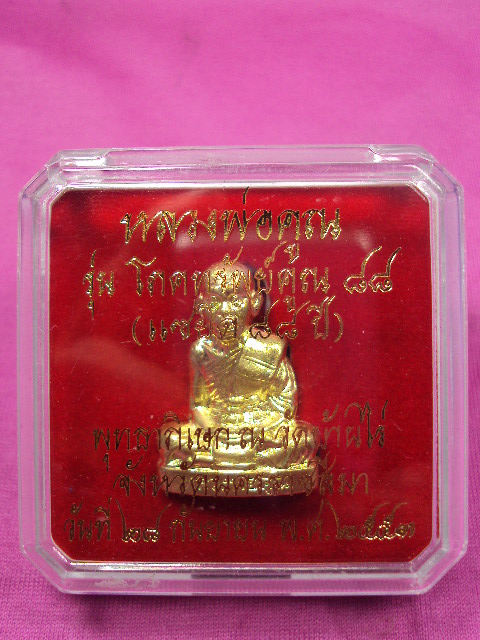 หลวงพ่อคูณ
รุ่น โภคทรัพย์คูณ ๘๘
(แซยิด ๘๘ ปี)
พุทธาภิเษก ณ วัดบ้านไร่
จังหวัดนครราชสีมา
วันที่ ๒๘ กันยายน พ.ศ. ๒๕๕๓